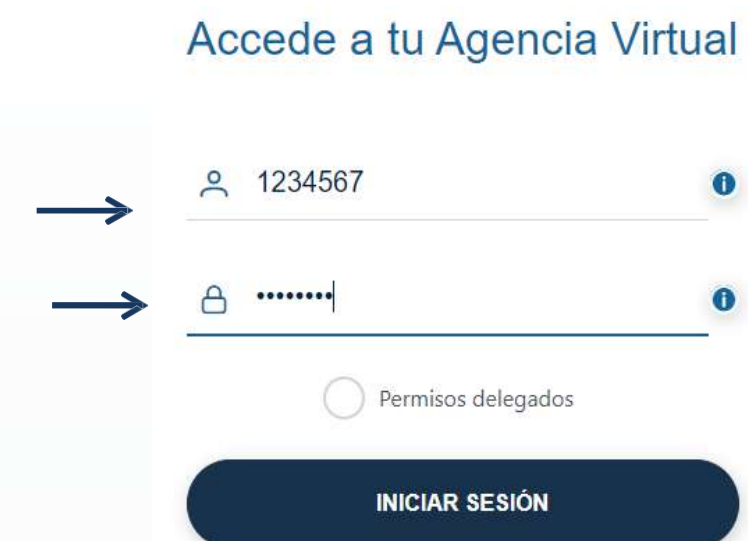 Accede a tu Agencia Virtual
1234567
••••••••
Permisos delegados
INICIAR SESIÓN